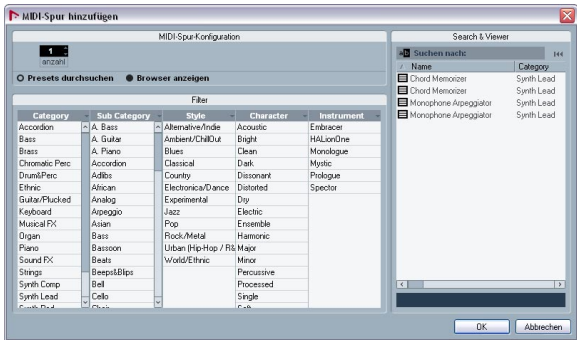 MIDI-Spur hinzufügen
MIDI-Spur-Konfiguration
1
anzahl
Presets durchsuchen Browser anzeigen
Filter
Category Sub Category Style Character Instrument
Accordion A. Bass Alternative/Indie Acoustic Embracer
Bass A. Guitar Ambient/ChillOut Bright HALionOne
Brass A. Piano Blues Clean Monologue
Chromatic Perc Accordion Classical Dark Mystic
Drum&Perc Adlibs Country Dissonant Prologue
Ethnic African Electronica/Dance Distorted Spector
Guitar/Plucked Analog Experimental Dry
Keyboard Arpeggio Jazz Electric
Musical FX Asian Pop Ensemble
Organ Bass Rock/Metal Harmonic
Piano Bassoon Urban (Hip-Hop / R& Major
Sound FX Beats World/Ethnic Minor
Strings Beeps&Blips Percussive
Synth Comp Bell Processed
Synth Lead Cello Single
Search & Viewer
Suchen nach:
Name Category
Chord Memorizer Synth Lead
Chord Memorizer Synth Lead
Monophone Arpeggiator Synth Lead
Monophone Arpeggiator Synth Lead
OK Abbrechen